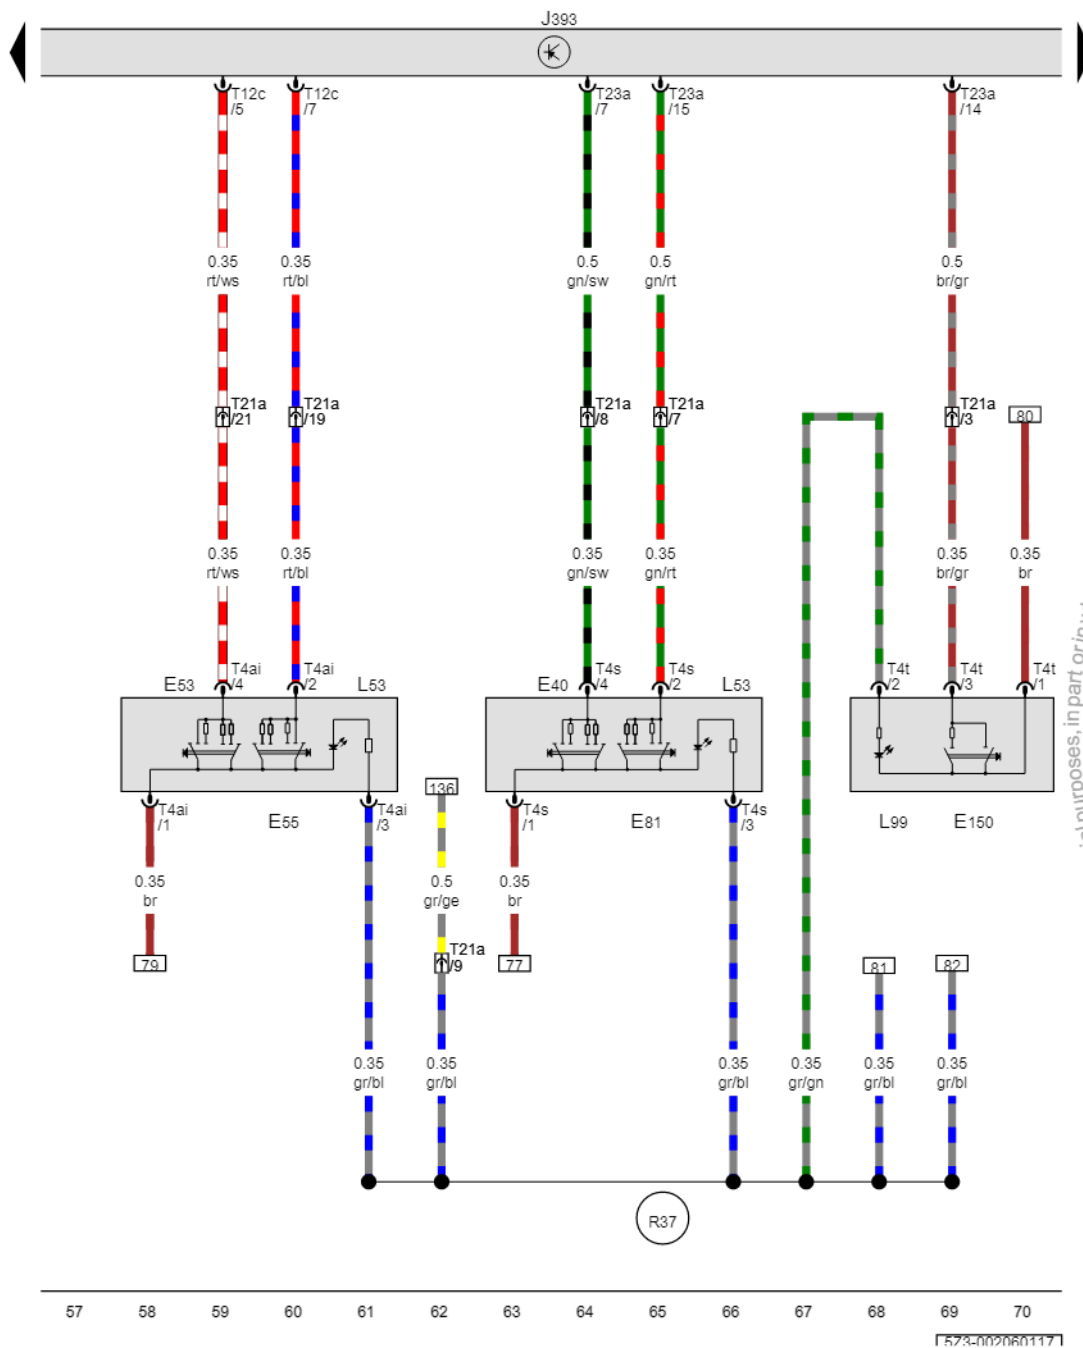 J393
T12c
/5
T12c
/7
T23a
/7
T23a
/15
T23a
/14
0.35
rt/ws
0.35
rt/bl
0.5
gn/sw
0.5
gn/rt
0.5
br/gr
T21a
/21
T21a
/19
T21a
/8
T21a
/7
T21a
/3
80
0.35
rt/ws
0.35
rt/bl
0.35
gn/sw
0.35
gn/rt
0.35
br/gr
0.35
br
E53
T4ai
/4
T4ai
/2
L53
E40
T4s
/4
T4s
/2
L53
T4t
/2
T4t
/3
T4t
/1
T4ai
/1
E55
T4ai
/3
136
T4s
/1
E81
T4s
/3
L99
E150
0.35
br
0.5
gr/ge
0.35
br
79
T21a
/9
77
81
82
0.35
gr/bl
0.35
gr/bl
0.35
gr/bl
0.35
gr/gn
0.35
gr/bl
0.35
gr/bl
R37
57 58 59 60 61 62 63 64 65 66 67 68 69 70
573-002060117
purposes, in part or in